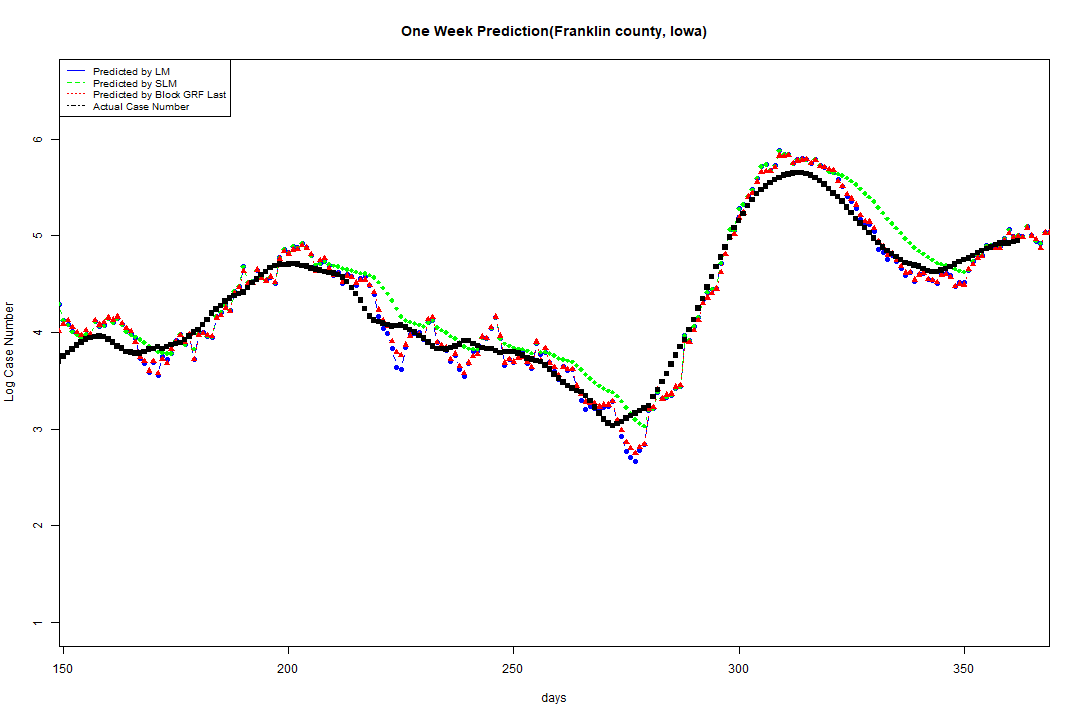 One Week Prediction(Franklin county, Iowa)
Predicted by LM
Predicted by SLM
Predicted by Block GRF Last
Actual Case Number
Log Case Number
6
5
4
3
2
1
150 200 250 300 350
days